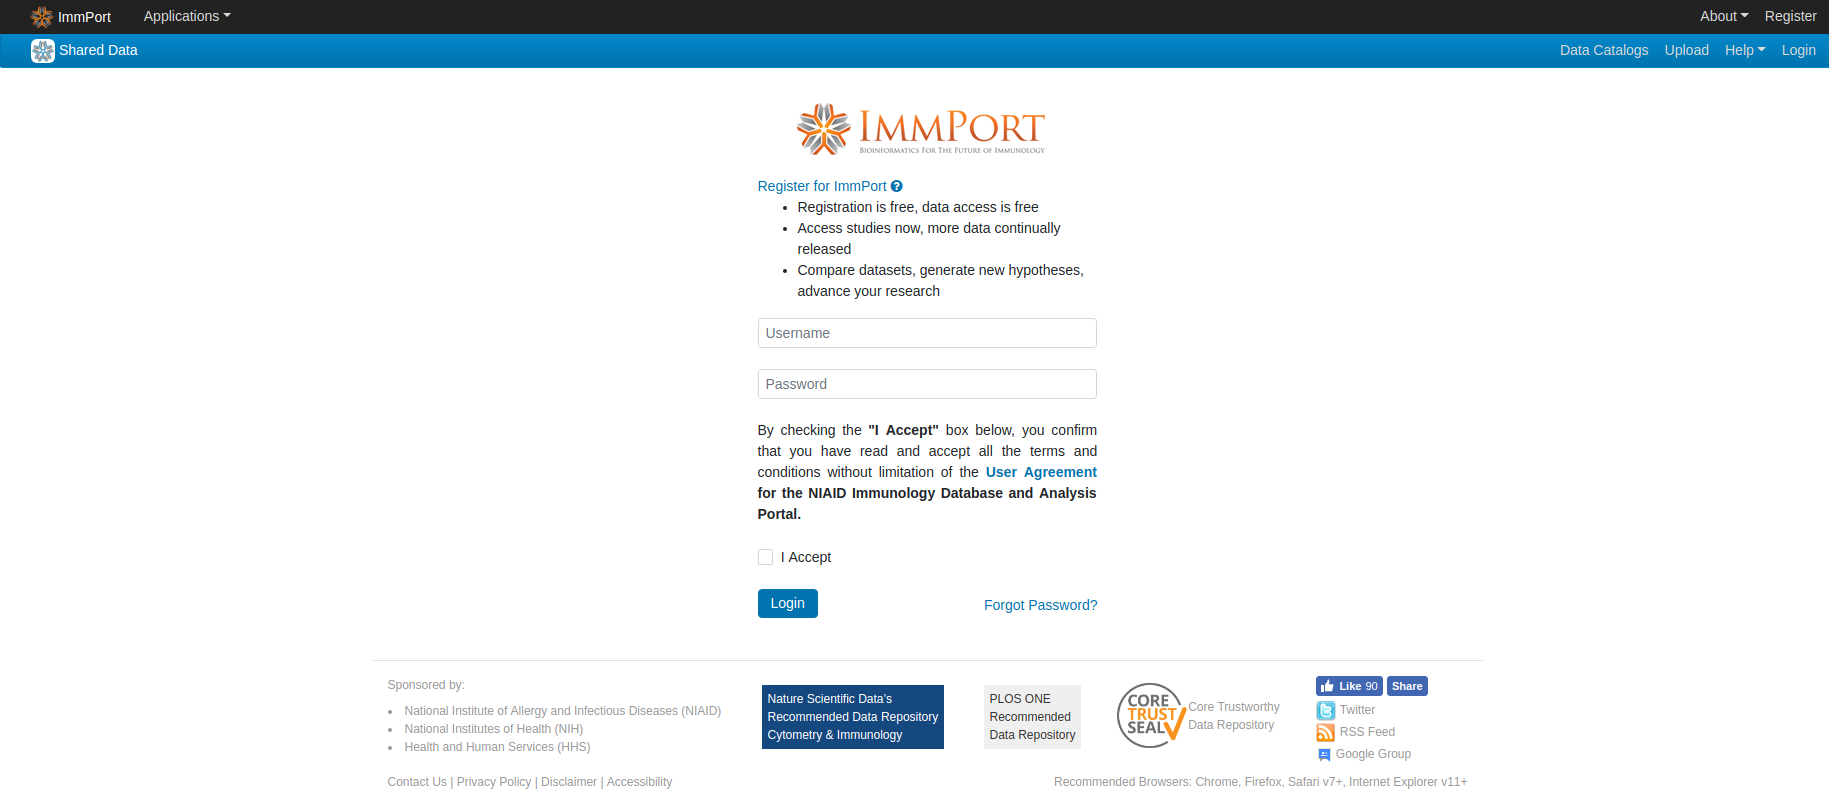 ImmPort Applications About Register
Shared Data Data Catalogs Upload Help Login
IMMPORT
BIOINFORMATICS FOR THE FUTURE OF IMMUNOLOGY
Register for ImmPort
• Registration is free, data access is free
• Access studies now, more data continually
released
• Compare datasets, generate new hypotheses,
advance your research
Username
Password
By checking the "I Accept" box below, you confirm
that you have read and accept all the terms and
conditions without limitation of the User Agreement
for the NIAID Immunology Database and Analysis
Portal.
I Accept
Login Forgot Password?
Sponsored by:
• National Institute of Allergy and Infectious Diseases (NIAID)
• National Institutes of Health (NIH)
• Health and Human Services (HHS)
Nature Scientific Data's
Recommended Data Repository
Cytometry & Immunology
PLOS ONE
Recommended
Data Repository
CORE
TRUST
SEAL
Core Trustworthy
Data Repository
Like 90 Share
Twitter
RSS Feed
Google Group
Contact Us | Privacy Policy | Disclaimer | Accessibility
Recommended Browsers: Chrome, Firefox, Safari v7+, Internet Explorer v11+